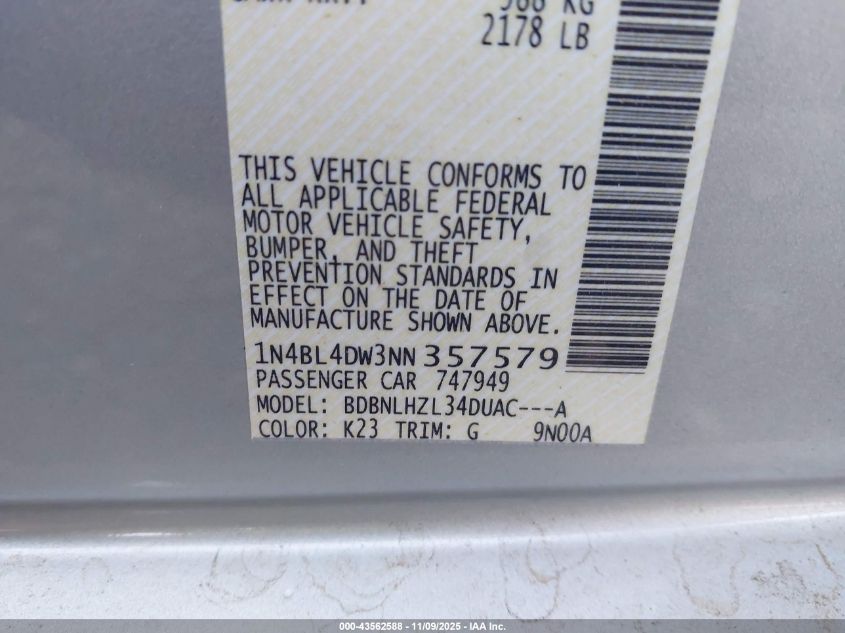 2178 LB
THIS VEHICLE CONFORMS TO
ALL APPLICABLE FEDERAL
MOTOR VEHICLE SAFETY,
BUMPER, AND THEFT
PREVENTION STANDARDS IN
EFFECT ON THE DATE OF
MANUFACTURE SHOWN ABOVE.
1N4BL4DW3NN357579
PASSENGER CAR 747949
MODEL: BDBNLHZL34DUAC---A
COLOR: K23 TRIM: G 9N00A
000-43562588 - 11/09/2025 - IAA Inc.